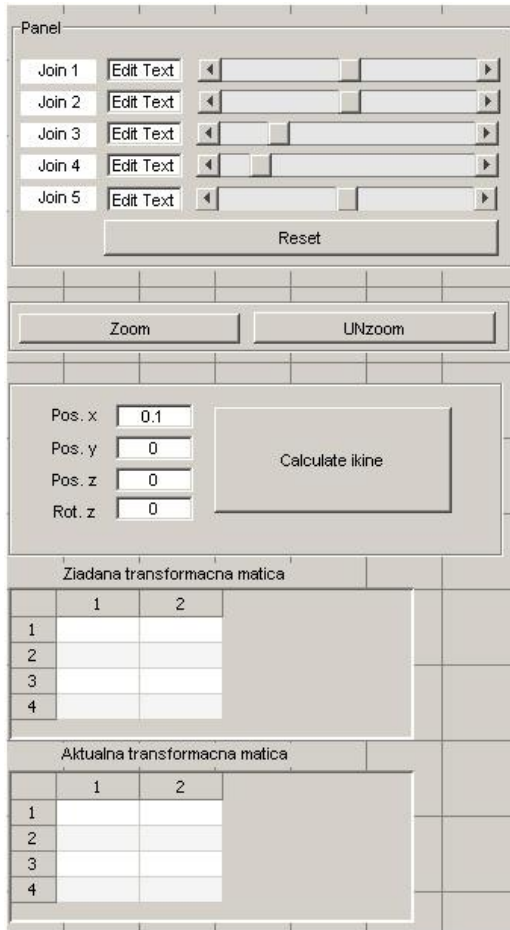 Panel
Join 1 Edit Text
Join 2 Edit Text
Join 3 Edit Text
Join 4 Edit Text
Join 5 Edit Text
Reset
Zoom UNzoom
Pos. x 0.1
Pos. y 0
Pos. z 0
Rot. z 0
Calculate ikine
Ziadana transformacna matica
1 2
1
2
3
4
Aktualna transformacna matica
1 2
1
2
3
4